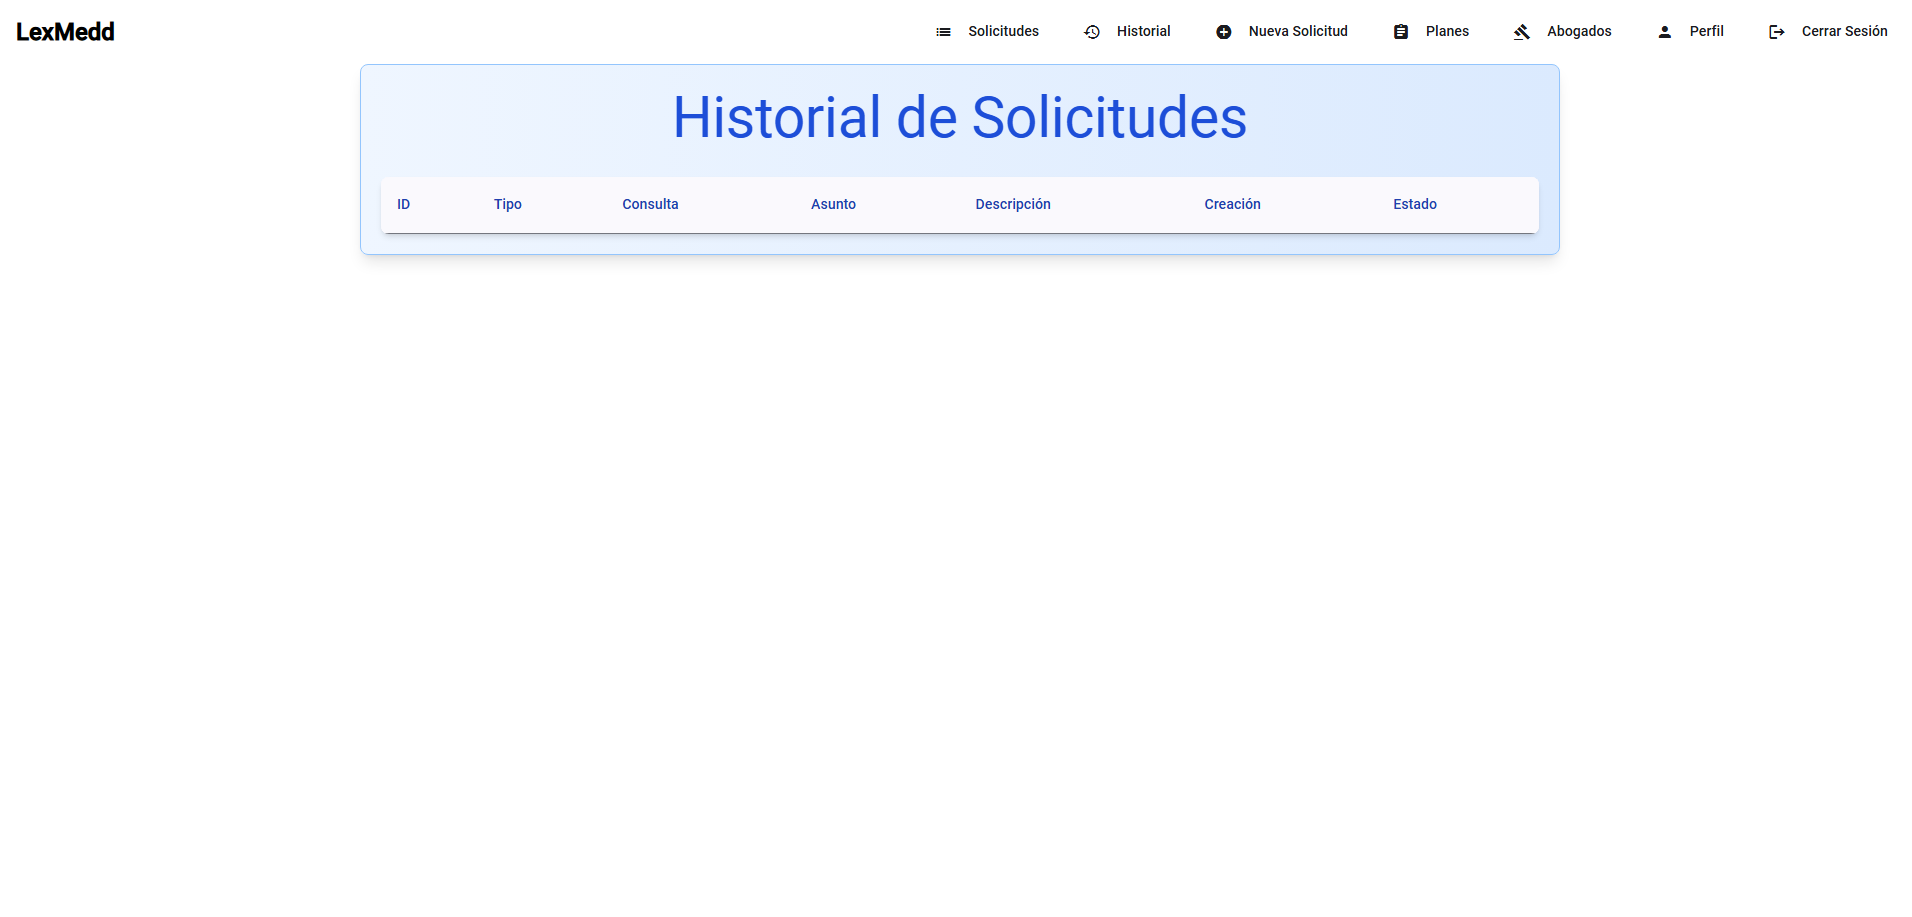 LexMedd
Solicitudes Historial Nueva Solicitud Planes Abogados Perfil Cerrar Sesión
Historial de Solicitudes
ID Tipo Consulta Asunto Descripción Creación Estado